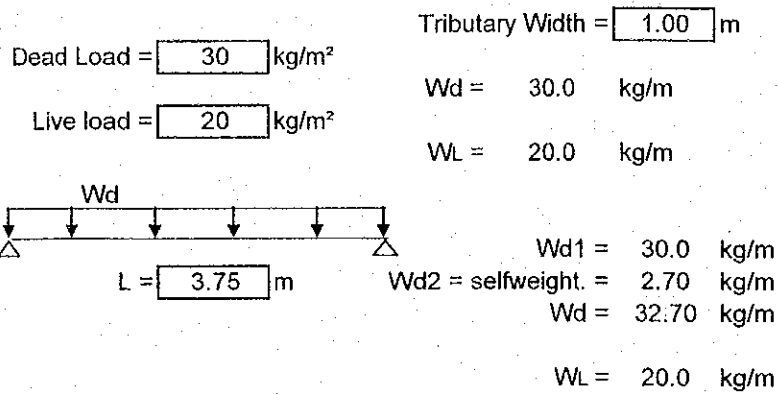 Tributary Width = 1.00 m
Dead Load = 30 kg/m²
Wd = 30.0 kg/m
Live load = 20 kg/m²
WL = 20.0 kg/m
Wd
Wd1 = 30.0 kg/m
L = 3.75 m
Wd2 = selfweight. = 2.70 kg/m
Wd = 32.70 kg/m
WL = 20.0 kg/m